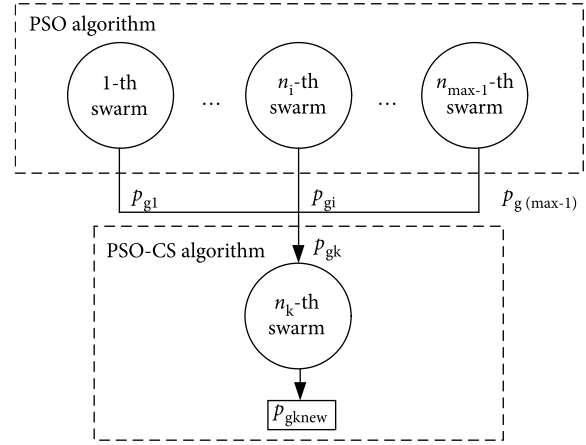 PSO algorithm
1-th
swarm
...
n_i-th
swarm
...
n_max-1-th
swarm
p_g1
p_gi
p_g (max-1)
PSO-CS algorithm
p_gk
n_k-th
swarm
p_gknew